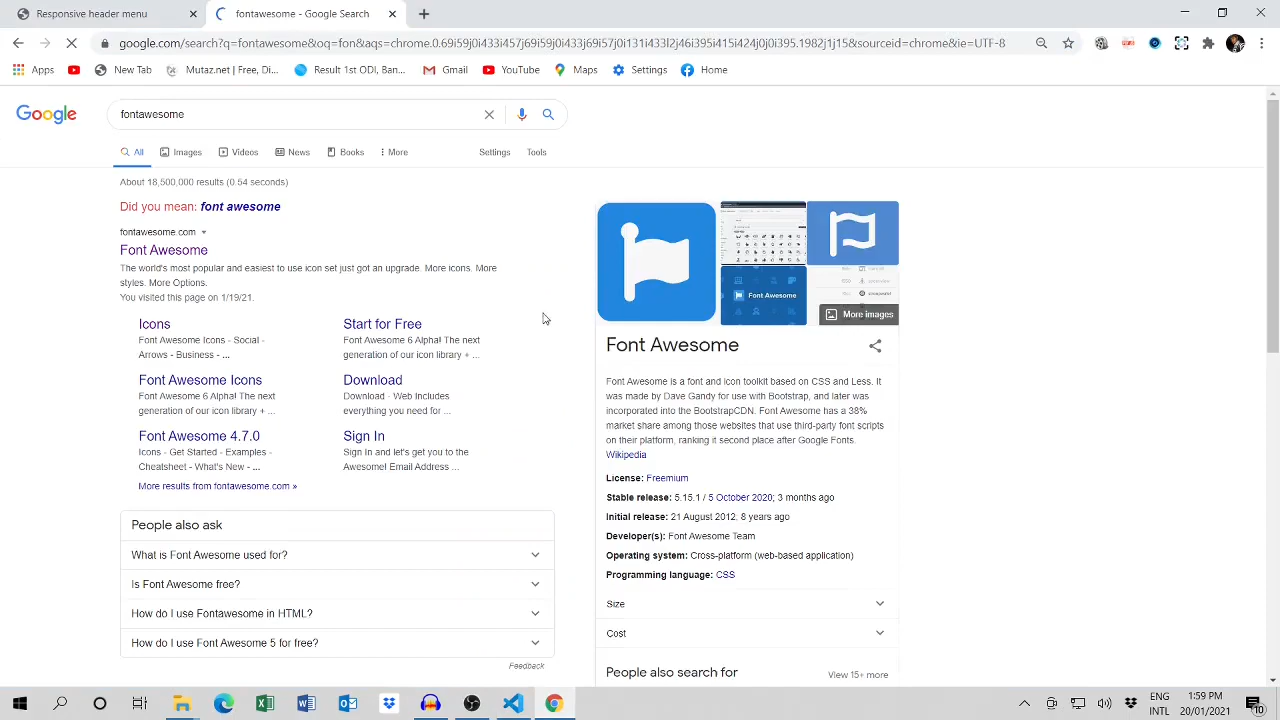 Responsive header menu
fontawesome - Google Search
google.com/search?q=fontawesome&oq=fon&aqs=chrome.0.69i59j0i433i457j69i59j0i433j69i57j0i131i433l2j46i395i415i424j0j0i395.1982j1j15&sourceid=chrome&ie=UTF-8
Apps
New Tab
Mutaz.net | Free, Di...
Result 1st ODI, Ban...
Gmail
YouTube
Maps
Settings
Home
Google
fontawesome
All
Images
Videos
News
Books
More
Settings
Tools
About 18,500,000 results (0.54 seconds)
Did you mean: font awesome
fontawesome.com
Font Awesome
The world's most popular and easiest to use icon set just got an upgrade. More icons. More
styles. More Options.
You visited this page on 1/19/21.
Icons
Font Awesome Icons - Social -
Arrows - Business - ...
Start for Free
Font Awesome 6 Alpha! The next
generation of our icon library + ...
Font Awesome Icons
Font Awesome 6 Alpha! The next
generation of our icon library + ...
Download
Download - Web Includes
everything you need for ...
Font Awesome 4.7.0
Icons - Get Started - Examples -
Cheatsheet - What's New - ...
Sign In
Sign In and let's get you to the
Awesome! Email Address ...
More results from fontawesome.com »
People also ask
What is Font Awesome used for?
Is Font Awesome free?
How do I use Fontawesome in HTML?
How do I use Font Awesome 5 for free?
Feedback
Font Awesome
More images
Font Awesome
Font Awesome is a font and icon toolkit based on CSS and Less. It
was made by Dave Gandy for use with Bootstrap, and later was
incorporated into the BootstrapCDN. Font Awesome has a 38%
market share among those websites that use third-party font scripts
on their platform, ranking it second place after Google Fonts.
Wikipedia
License: Freemium
Stable release: 5.15.1 / 5 October 2020; 3 months ago
Initial release: 21 August 2012, 8 years ago
Developer(s): Font Awesome Team
Operating system: Cross-platform (web-based application)
Programming language: CSS
Size
Cost
People also search for
View 15+ more
ENG
INTL
1:59 PM
20/01/2021
10